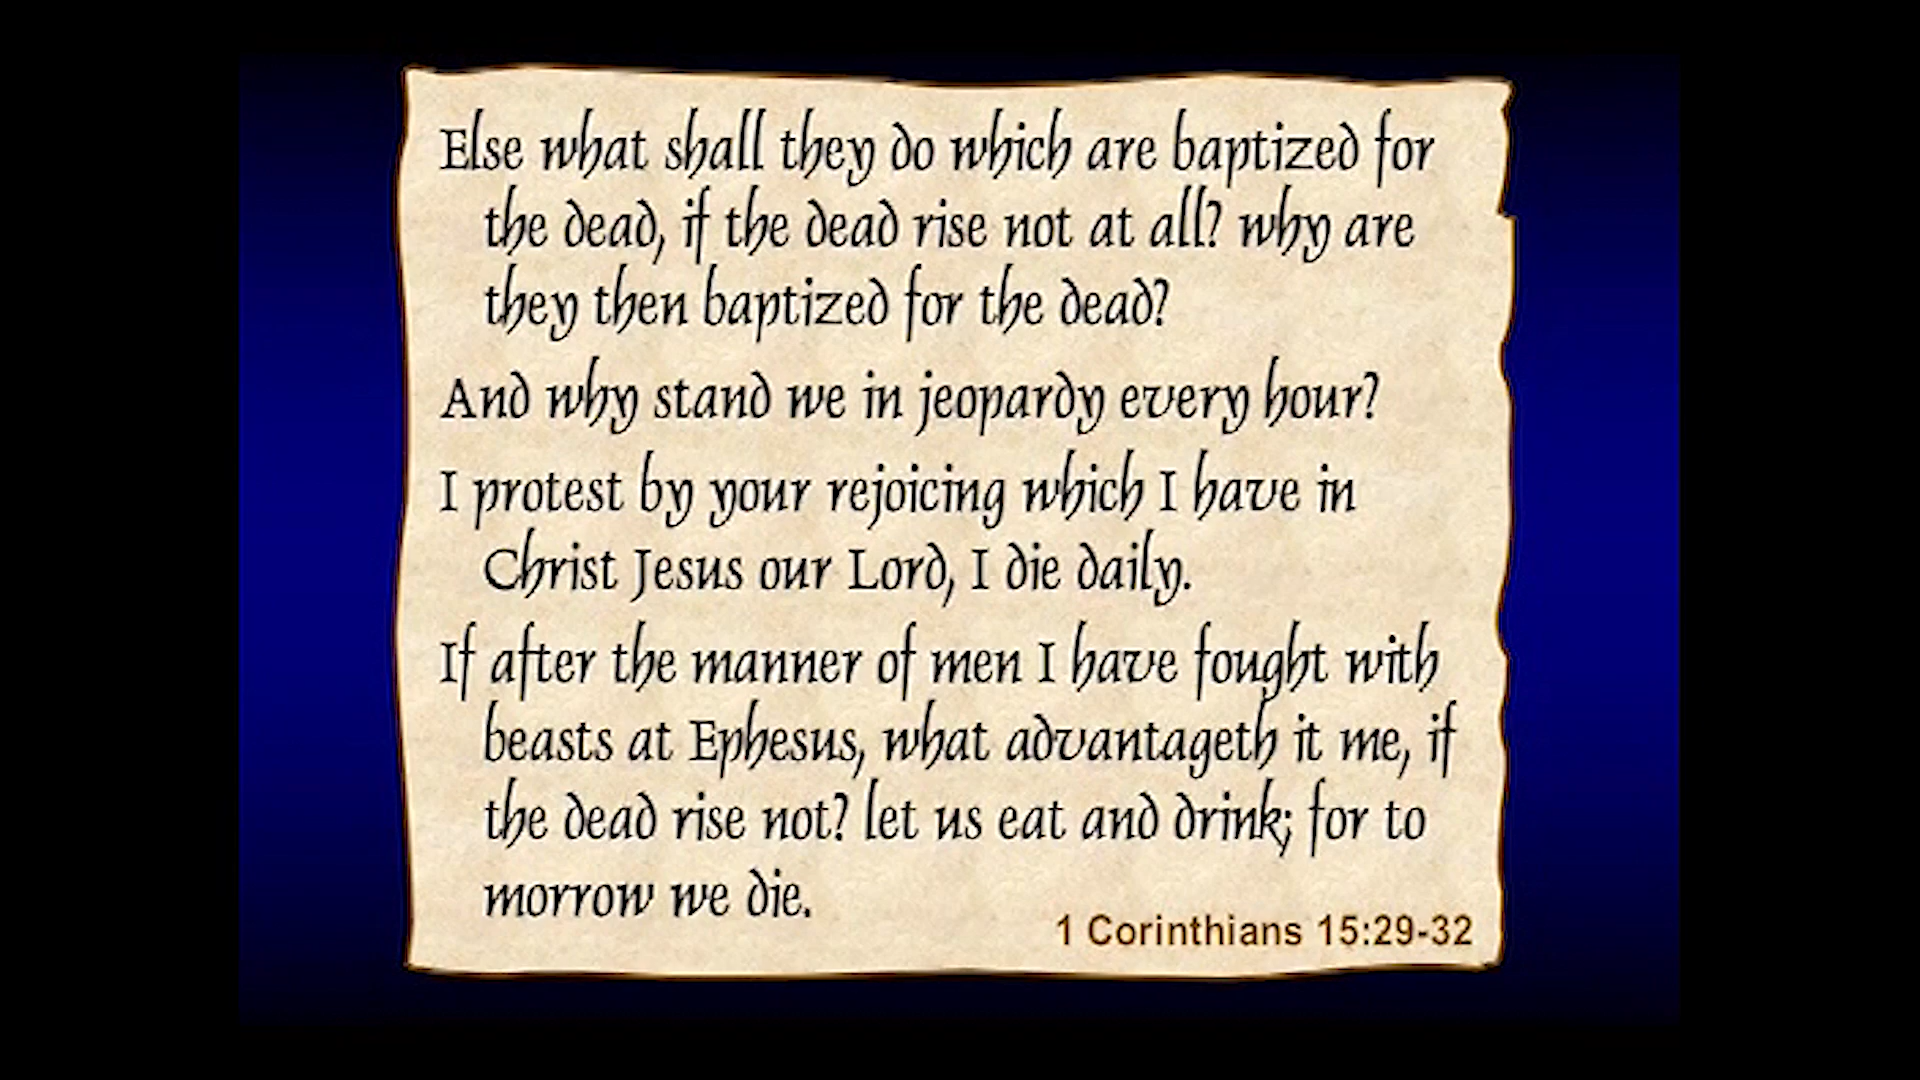 Else what shall they do which are baptized for
the dead, if the dead rise not at all? why are
they then baptized for the dead?
And why stand we in jeopardy every hour?
I protest by your rejoicing which I have in
Christ Jesus our Lord, I die daily.
If after the manner of men I have fought with
beasts at Ephesus, what advantageth it me, if
the dead rise not? let us eat and drink; for to
morrow we die.
1 Corinthians 15:29-32